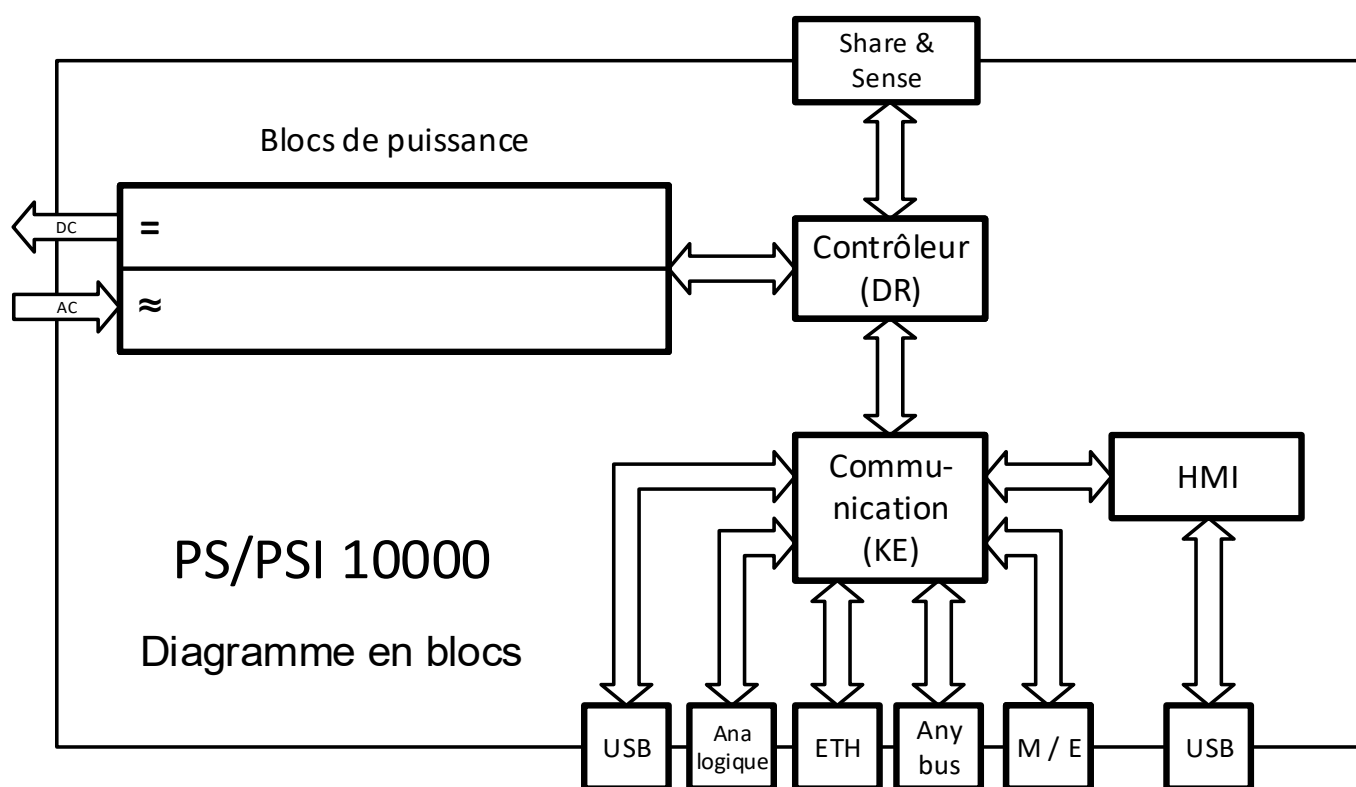 Share &
Sense
Blocs de puissance
DC
=
AC
≈
Contrôleur
(DR)
Commu-
nication
(KE)
HMI
PS/PSI 10000
Diagramme en blocs
USB
Ana
logique
ETH
Any
bus
M / E
USB